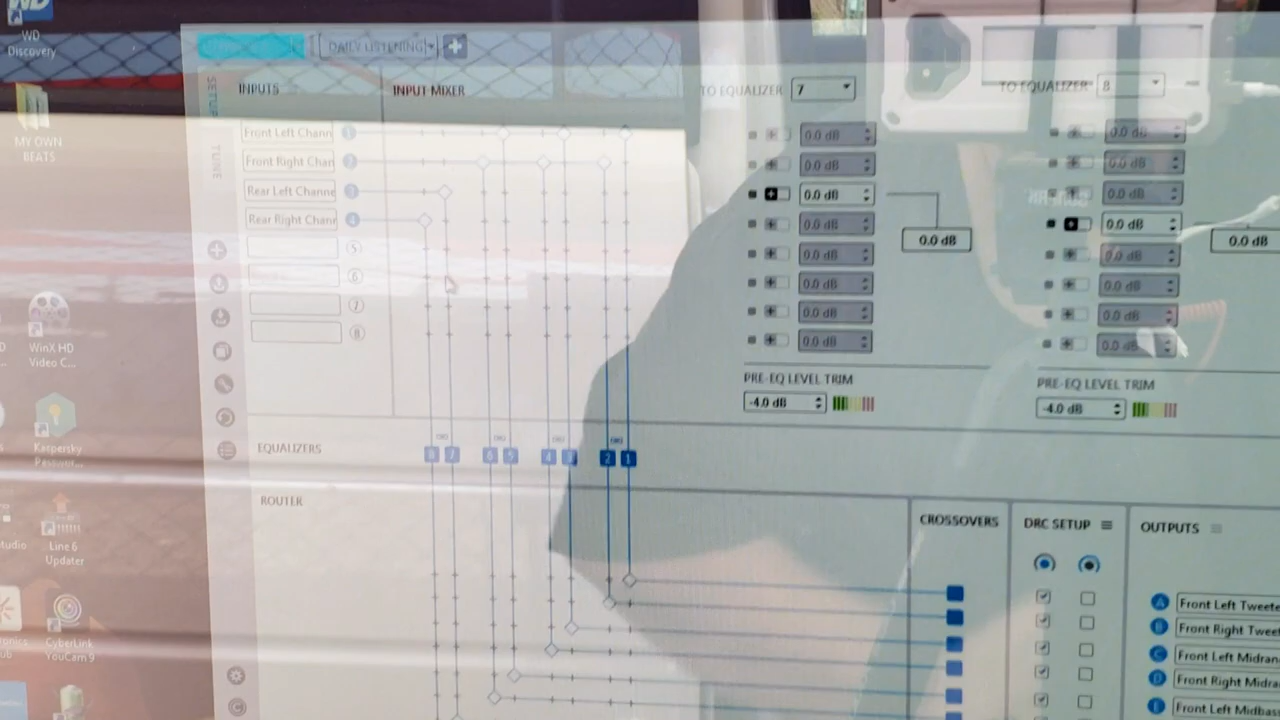 WD
Discovery
MY OWN
BEATS
WinX HD
Video C...
Kaspersky
Passwor...
Line 6
Updater
CyberLink
YouCam 9
SETUP
TUNE
DAILY LISTENING
INPUTS
INPUT MIXER
Front Left Chann
Front Right Chan
Rear Left Channe
Rear Right Chann
1
2
3
4
5
6
7
8
TO EQUALIZER 7
0.0 dB
0.0 dB
0.0 dB
0.0 dB
0.0 dB
0.0 dB
0.0 dB
0.0 dB
0.0 dB
PRE-EQ LEVEL TRIM
-4.0 dB
TO EQUALIZER 8
0.0 dB
0.0 dB
0.0 dB
0.0 dB
0.0 dB
0.0 dB
0.0 dB
0.0 dB
0.0 dB
PRE-EQ LEVEL TRIM
-4.0 dB
EQUALIZERS
8 7 6 5 4 3 2 1
ROUTER
CROSSOVERS
DRC SETUP
OUTPUTS
A Front Left Tweete
B Front Right Twee
C Front Left Midran
D Front Right Midra
E Front Left Midbas